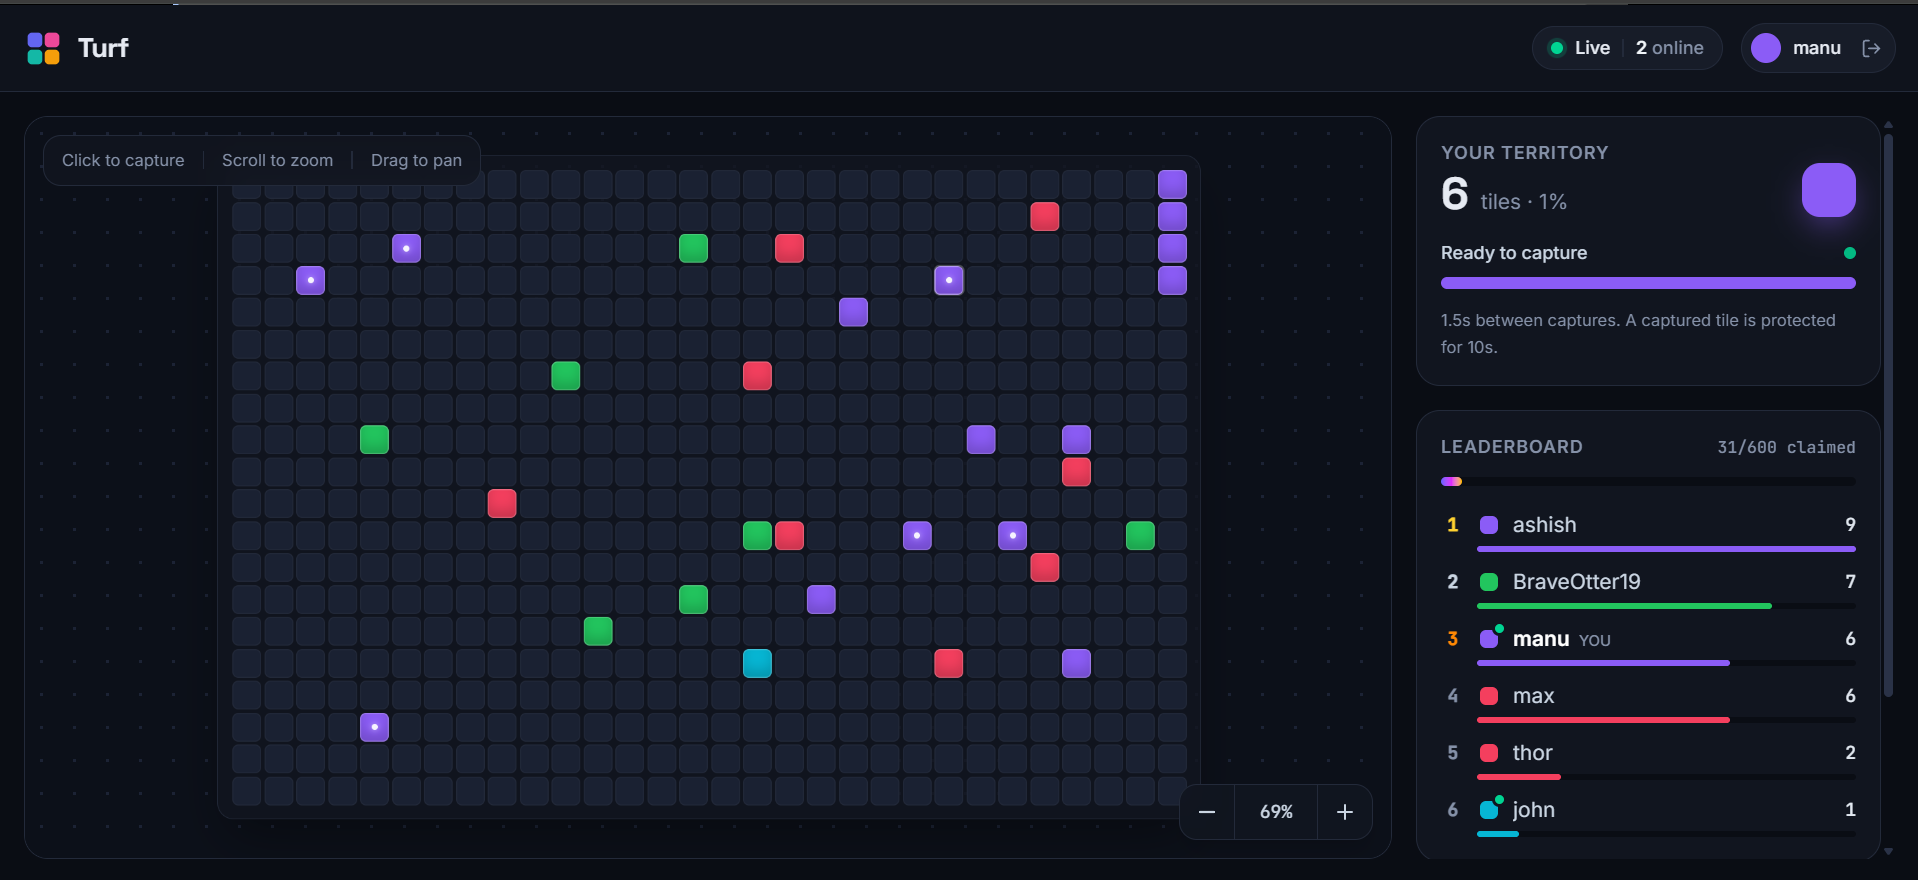 Turf
Live 2 online
manu
Click to capture Scroll to zoom Drag to pan
69%
YOUR TERRITORY
6 tiles · 1%
Ready to capture
1.5s between captures. A captured tile is protected
for 10s.
LEADERBOARD 31/600 claimed
1 ashish 9
2 BraveOtter19 7
3 manu YOU 6
4 max 6
5 thor 2
6 john 1